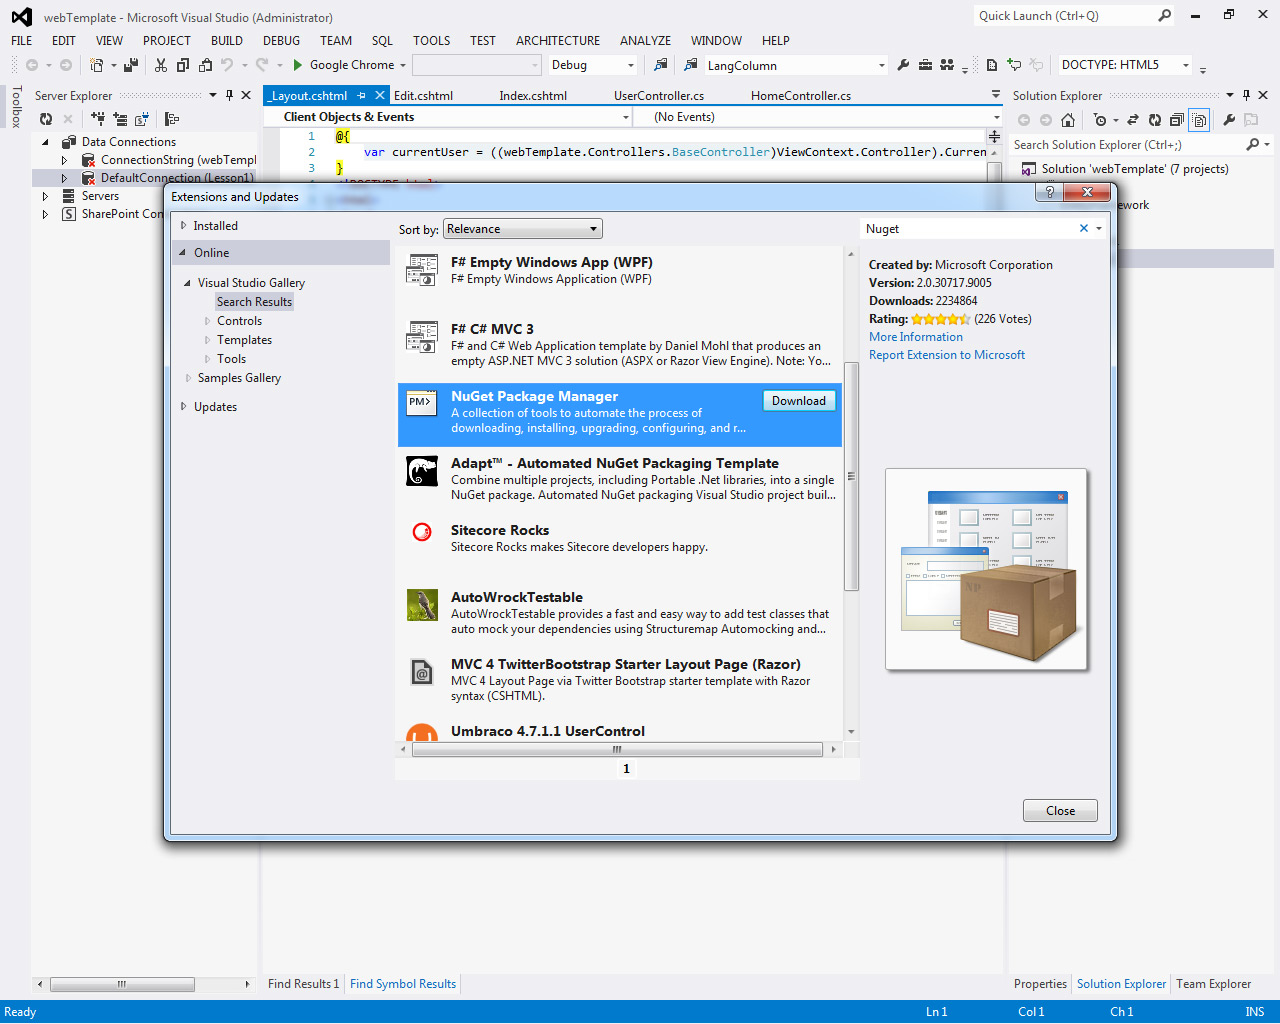 webTemplate - Microsoft Visual Studio (Administrator)
Quick Launch (Ctrl+Q)
FILE EDIT VIEW PROJECT BUILD DEBUG TEAM SQL TOOLS TEST ARCHITECTURE ANALYZE WINDOW HELP
Google Chrome Debug LangColumn DOCTYPE: HTML5
Toolbox
Server Explorer
_Layout.cshtml Edit.cshtml Index.cshtml UserController.cs HomeController.cs
Solution Explorer
Client Objects & Events (No Events)
Data Connections
ConnectionString (webTempl
DefaultConnection (Lesson1)
Servers
SharePoint Con
1 @{
2 var currentUser = ((webTemplate.Controllers.BaseController)ViewContext.Controller).Curren
3 }
Search Solution Explorer (Ctrl+;)
Solution 'webTemplate' (7 projects)
Extensions and Updates
Installed
Online
Visual Studio Gallery
Search Results
Controls
Templates
Tools
Samples Gallery
Updates
Sort by: Relevance
F# Empty Windows App (WPF)
F# Empty Windows Application (WPF)
F# C# MVC 3
F# and C# Web Application template by Daniel Mohl that produces an
empty ASP.NET MVC 3 solution (ASPX or Razor View Engine). Note: Yo...
NuGet Package Manager
Download
A collection of tools to automate the process of
downloading, installing, upgrading, configuring, and r...
PM>
Adapt™ - Automated NuGet Packaging Template
Combine multiple projects, including Portable .Net libraries, into a single
NuGet package. Automated NuGet packaging Visual Studio project buil...
Sitecore Rocks
Sitecore Rocks makes Sitecore developers happy.
AutoWrockTestable
AutoWrockTestable provides a fast and easy way to add test classes that
auto mock your dependencies using Structuremap Automocking and...
MVC 4 TwitterBootstrap Starter Layout Page (Razor)
MVC 4 Layout Page via Twitter Bootstrap starter template with Razor
syntax (CSHTML).
Umbraco 4.7.1.1 UserControl
1
Nuget
Created by: Microsoft Corporation
Version: 2.0.30717.9005
Downloads: 2234864
Rating: (226 Votes)
More Information
Report Extension to Microsoft
Close
Find Results 1 Find Symbol Results
Properties Solution Explorer Team Explorer
Ready Ln 1 Col 1 Ch 1 INS